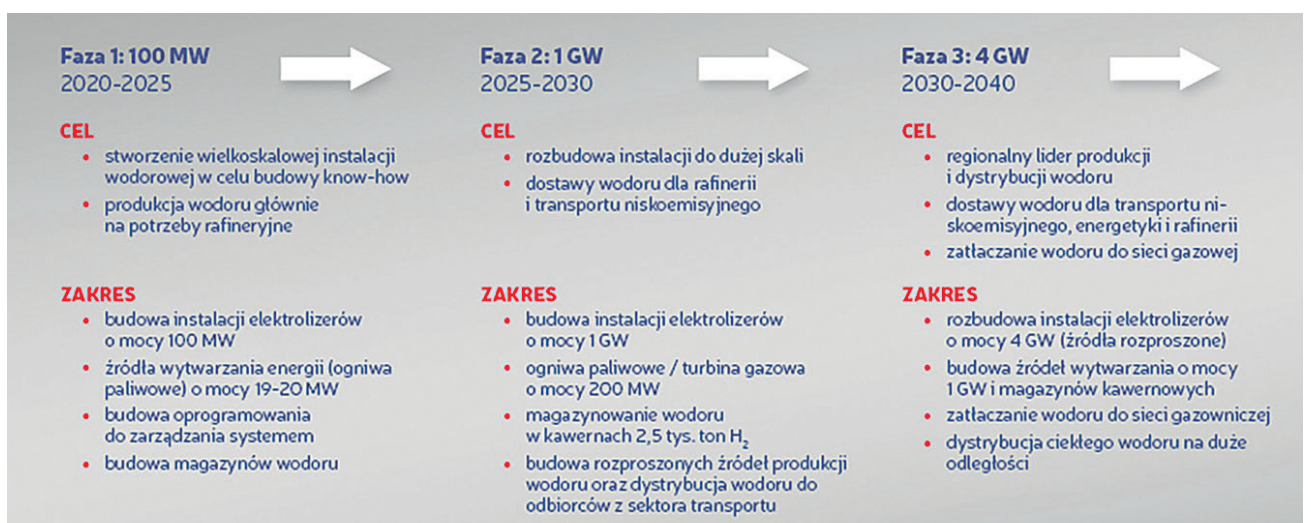 Faza 1: 100 MW
2020-2025
CEL
• stworzenie wielkoskalowej instalacji
wodorowej w celu budowy know-how
• produkcja wodoru głównie
na potrzeby rafineryjne
ZAKRES
• budowa instalacji elektrolizerów
o mocy 100 MW
• źródła wytwarzania energii (ogniwa
paliwowe) o mocy 19-20 MW
• budowa oprogramowania
do zarządzania systemem
• budowa magazynów wodoru
Faza 2: 1 GW
2025-2030
CEL
• rozbudowa instalacji do dużej skali
• dostawy wodoru dla rafinerii
i transportu niskoemisyjnego
ZAKRES
• budowa instalacji elektrolizerów
o mocy 1 GW
• ogniwa paliwowe / turbina gazowa
o mocy 200 MW
• magazynowanie wodoru
w kawernach 2,5 tys. ton H₂
• budowa rozproszonych źródeł produkcji
wodoru oraz dystrybucja wodoru do
odbiorców z sektora transportu
Faza 3: 4 GW
2030-2040
CEL
• regionalny lider produkcji
i dystrybucji wodoru
• dostawy wodoru dla transportu ni-
skoemisyjnego, energetyki i rafinerii
• zatłaczanie wodoru do sieci gazowej
ZAKRES
• rozbudowa instalacji elektrolizerów
o mocy 4 GW (źródła rozproszone)
• budowa źródeł wytwarzania o mocy
1 GW i magazynów kawernowych
• zatłaczanie wodoru do sieci gazowniczej
• dystrybucja ciekłego wodoru na duże
odległości